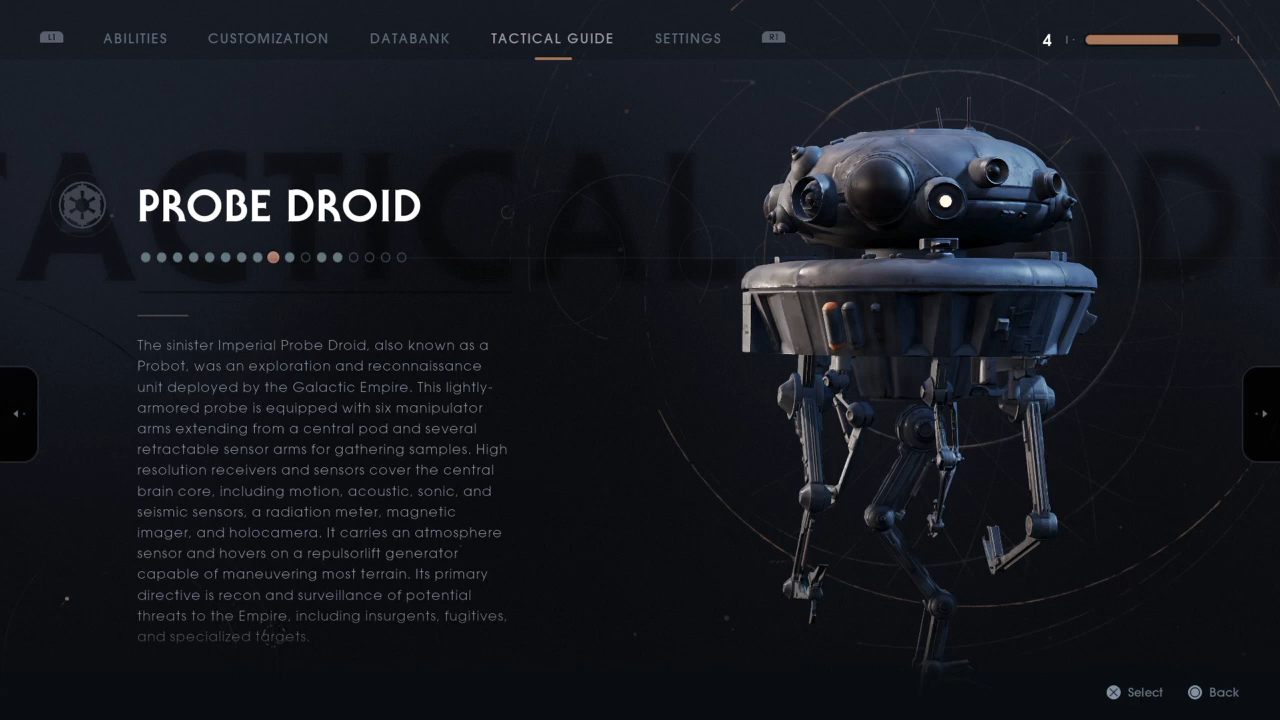 L1 ABILITIES CUSTOMIZATION DATABANK TACTICAL GUIDE SETTINGS R1 4
TACTICAL GUIDE
PROBE DROID
The sinister Imperial Probe Droid, also known as a
Probot, was an exploration and reconnaissance
unit deployed by the Galactic Empire. This lightly-
armored probe is equipped with six manipulator
arms extending from a central pod and several
retractable sensor arms for gathering samples. High
resolution receivers and sensors cover the central
brain core, including motion, acoustic, sonic, and
seismic sensors, a radiation meter, magnetic
imager, and holocamera. It carries an atmosphere
sensor and hovers on a repulsorlift generator
capable of maneuvering most terrain. Its primary
directive is recon and surveillance of potential
threats to the Empire, including insurgents, fugitives,
and specialized targets.
Select Back